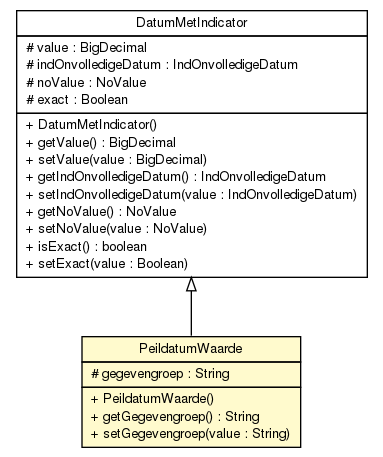 DatumMetIndicator
# value : BigDecimal
# indOnvolledigeDatum : IndOnvolledigeDatum
# noValue : NoValue
# exact : Boolean
+ DatumMetIndicator()
+ getValue() : BigDecimal
+ setValue(value : BigDecimal)
+ getIndOnvolledigeDatum() : IndOnvolledigeDatum
+ setIndOnvolledigeDatum(value : IndOnvolledigeDatum)
+ getNoValue() : NoValue
+ setNoValue(value : NoValue)
+ isExact() : boolean
+ setExact(value : Boolean)
PeildatumWaarde
# gegevengroep : String
+ PeildatumWaarde()
+ getGegevengroep() : String
+ setGegevengroep(value : String)